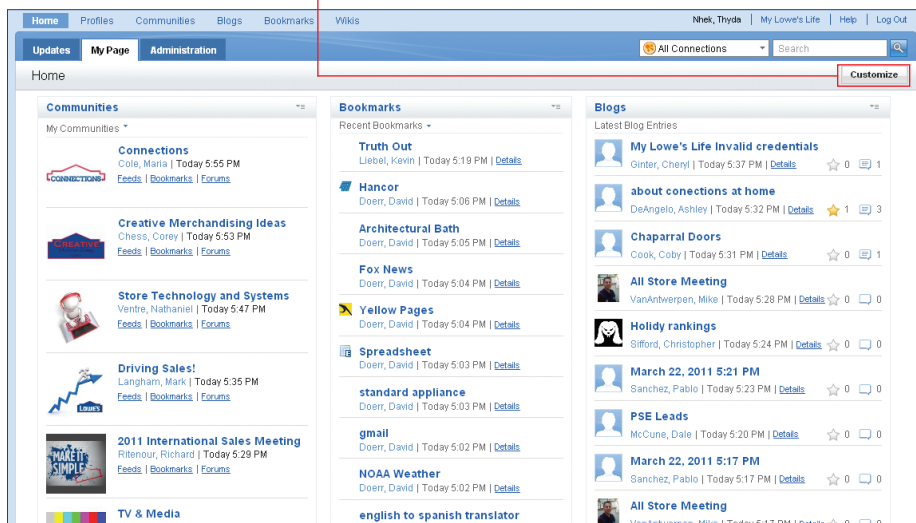 Home Profiles Communities Blogs Bookmarks Wikis Nhek, Thyda | My Lowe's Life | Help | Log Out
Updates My Page Administration All Connections Search
Home Customize
Communities
My Communities
CONNECTIONS
Connections
Cole, Maria | Today 5:55 PM
Feeds | Bookmarks | Forums
CREATIVE
Creative Merchandising Ideas
Chess, Corey | Today 5:53 PM
Feeds | Bookmarks | Forums
Store Technology and Systems
Ventre, Nathaniel | Today 5:47 PM
Feeds | Bookmarks | Forums
Driving Sales!
Langham, Mark | Today 5:35 PM
Feeds | Bookmarks | Forums
LOWE'S
2011 International Sales Meeting
Ritenour, Richard | Today 5:29 PM
Feeds | Bookmarks | Forums
MAKE IT
SIMPLE
TV & Media
Bookmarks
Recent Bookmarks
Truth Out
Liebel, Kevin | Today 5:19 PM | Details
Hancor
Doerr, David | Today 5:06 PM | Details
Architectural Bath
Doerr, David | Today 5:05 PM | Details
Fox News
Doerr, David | Today 5:04 PM | Details
Yellow Pages
Doerr, David | Today 5:04 PM | Details
Spreadsheet
Doerr, David | Today 5:03 PM | Details
standard appliance
Doerr, David | Today 5:03 PM | Details
gmail
Doerr, David | Today 5:02 PM | Details
NOAA Weather
Doerr, David | Today 5:02 PM | Details
english to spanish translator
Blogs
Latest Blog Entries
My Lowe's Life Invalid credentials
Ginter, Cheryl | Today 5:37 PM | Details 0 1
about conections at home
DeAngelo, Ashley | Today 5:32 PM | Details 1 3
Chaparral Doors
Cook, Coby | Today 5:31 PM | Details 0 1
All Store Meeting
VanAntwerpen, Mike | Today 5:28 PM | Details 0 0
Holidy rankings
Sifford, Christopher | Today 5:24 PM | Details 0 0
March 22, 2011 5:21 PM
Sanchez, Pablo | Today 5:23 PM | Details 0 0
PSE Leads
McCune, Dale | Today 5:20 PM | Details 0 0
March 22, 2011 5:17 PM
Sanchez, Pablo | Today 5:17 PM | Details 0 0
All Store Meeting
VanAntwerpen, Mike | Today 5:17 PM | Details 0 0